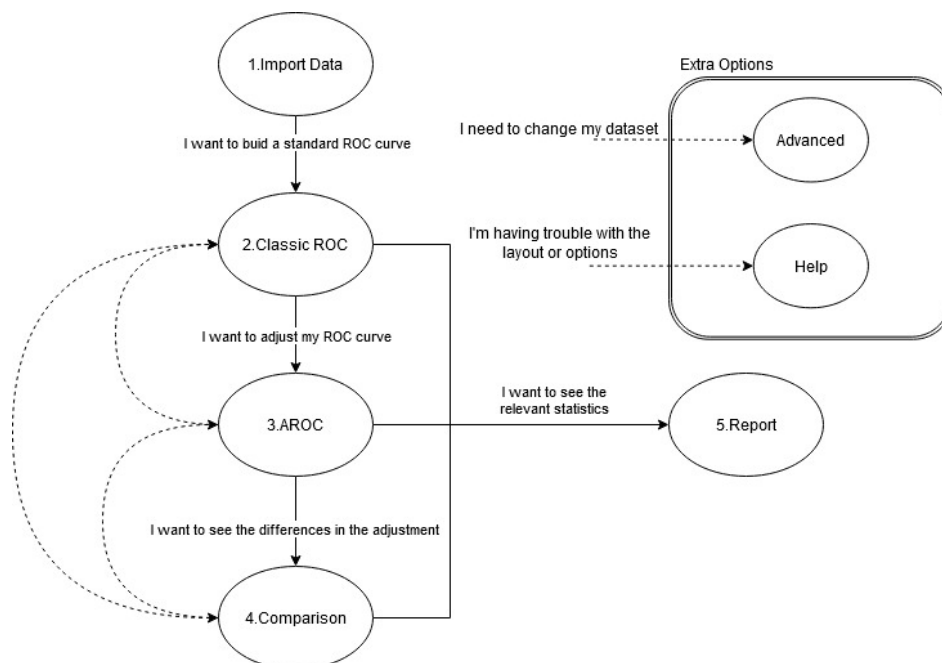 1.Import Data
Extra Options
I want to buid a standard ROC curve
I need to change my dataset
Advanced
2.Classic ROC
I'm having trouble with the
layout or options
Help
I want to adjust my ROC curve
3.AROC
I want to see the
relevant statistics
5.Report
I want to see the differences in the adjustment
4.Comparison